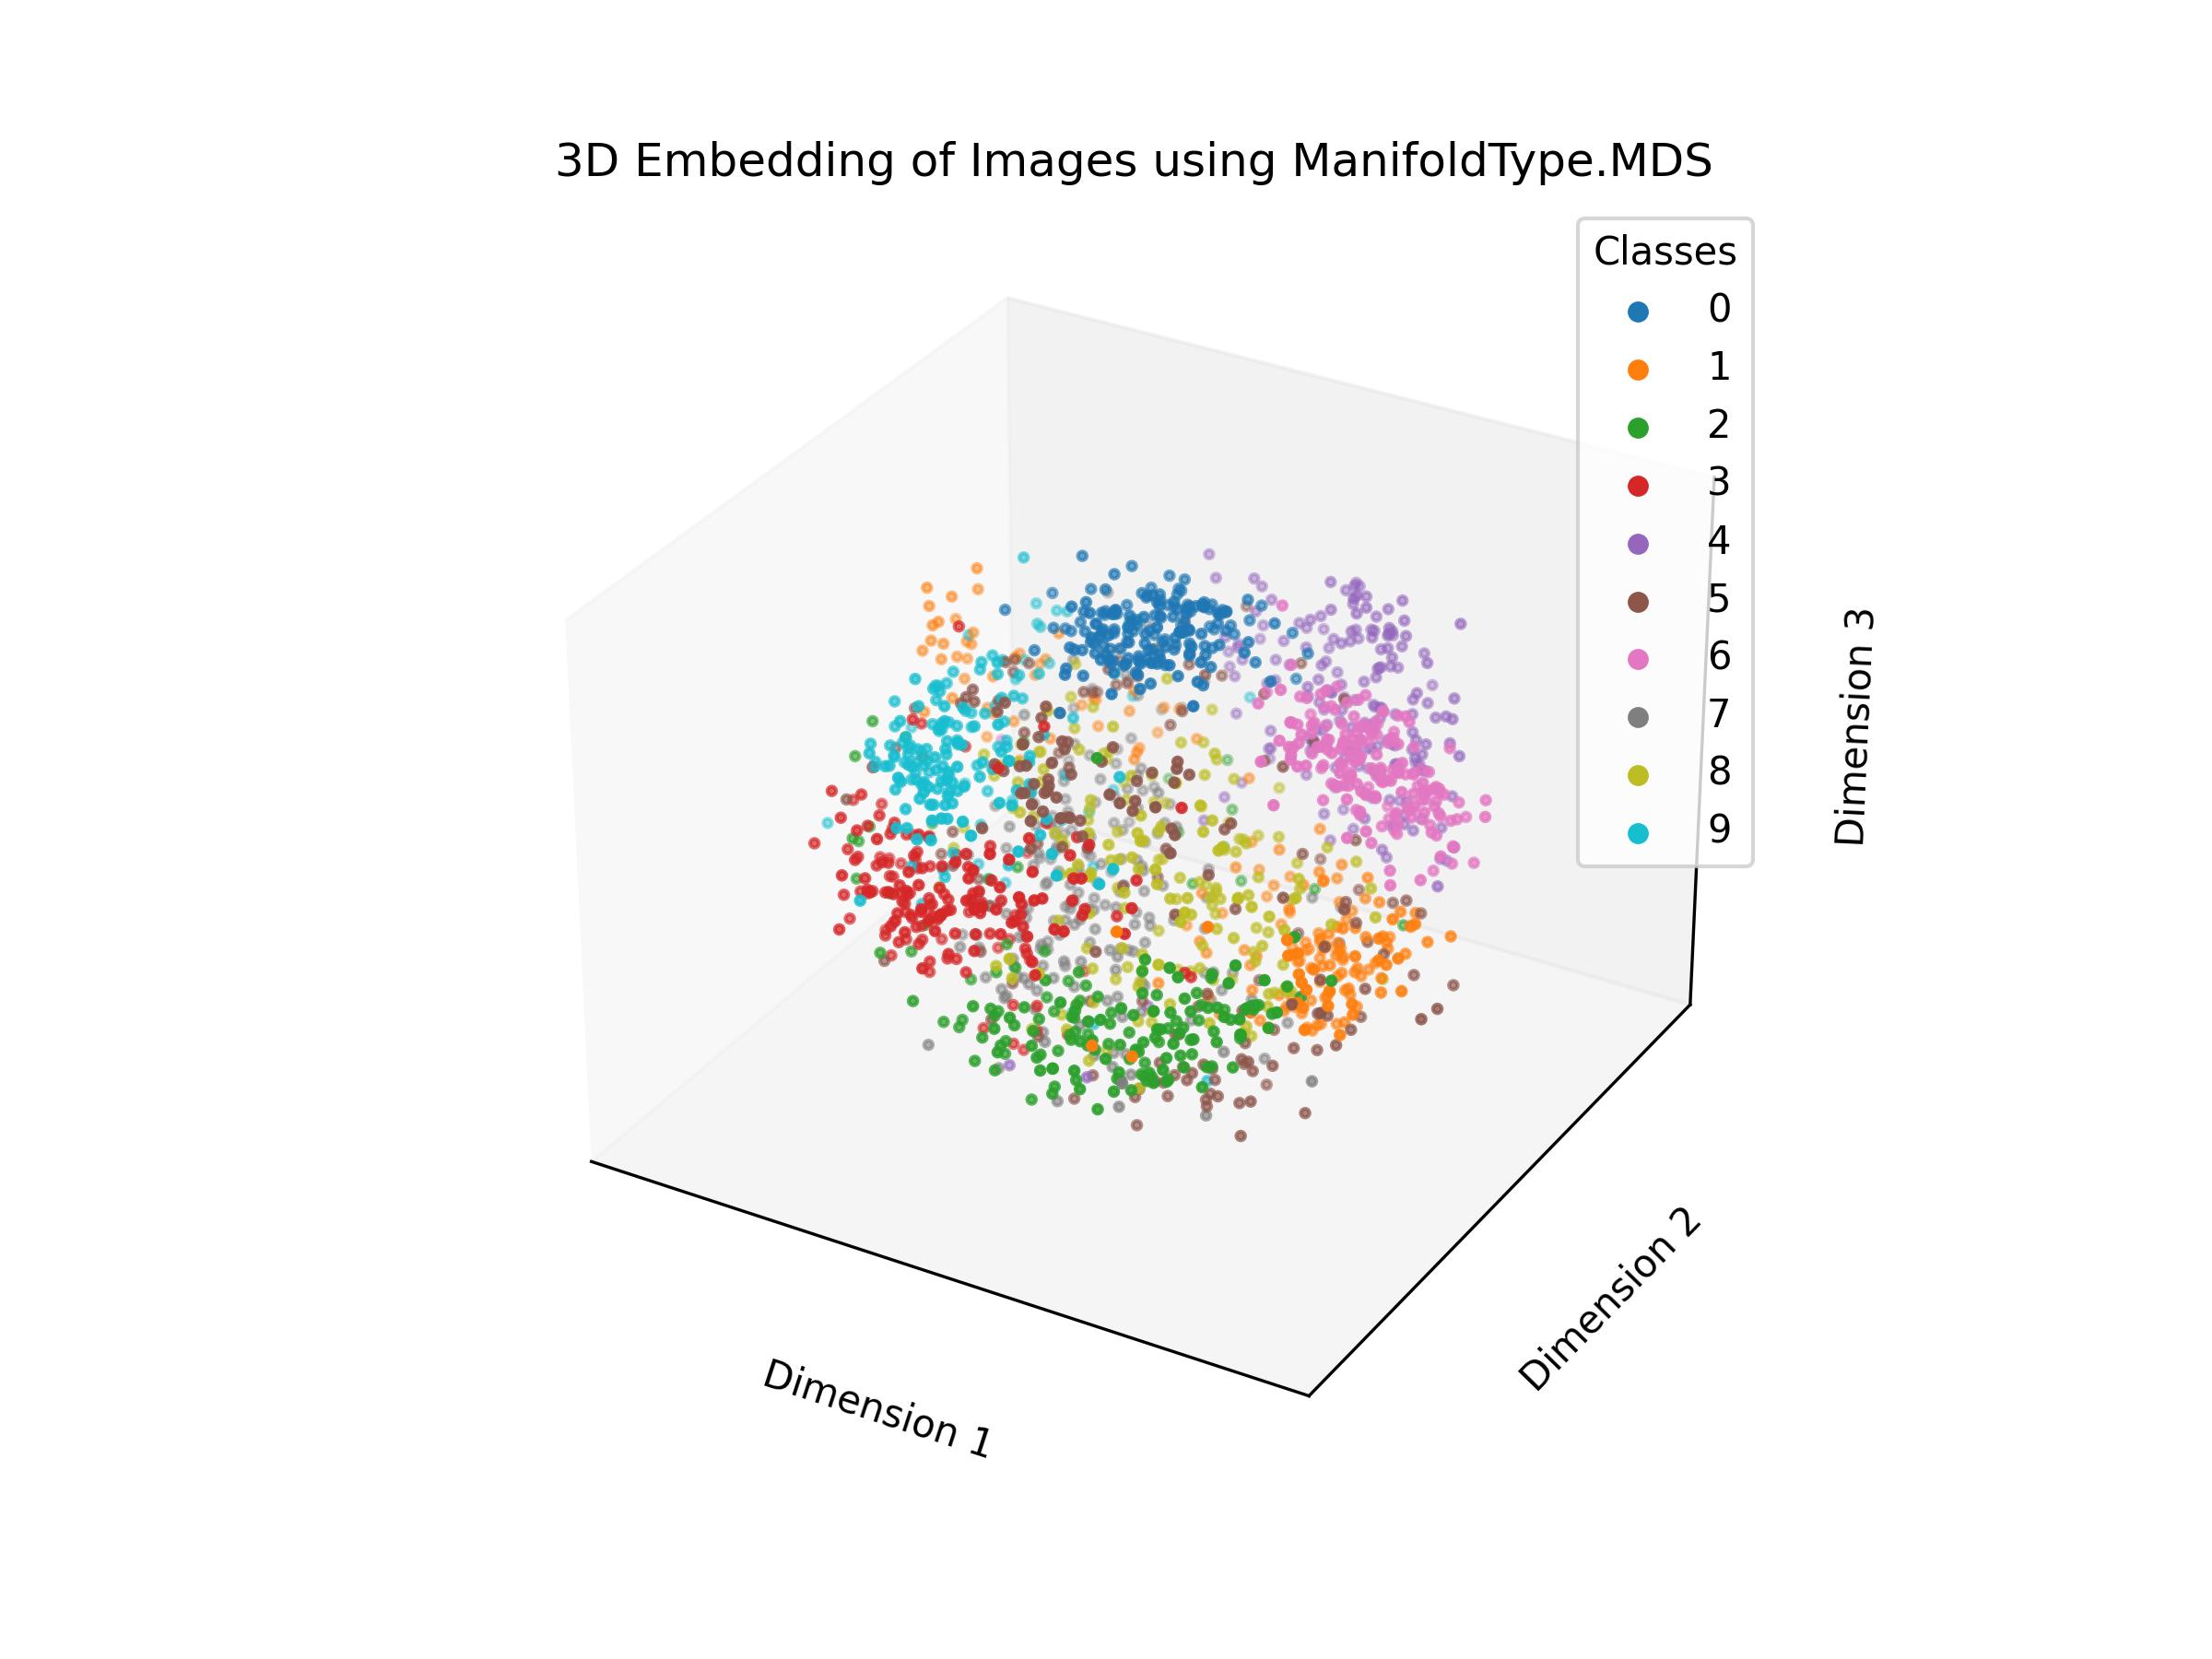 3D Embedding of Images using ManifoldType.MDS
Classes
0
1
2
3
4
5
6
7
8
9
Dimension 3
Dimension 2
Dimension 1